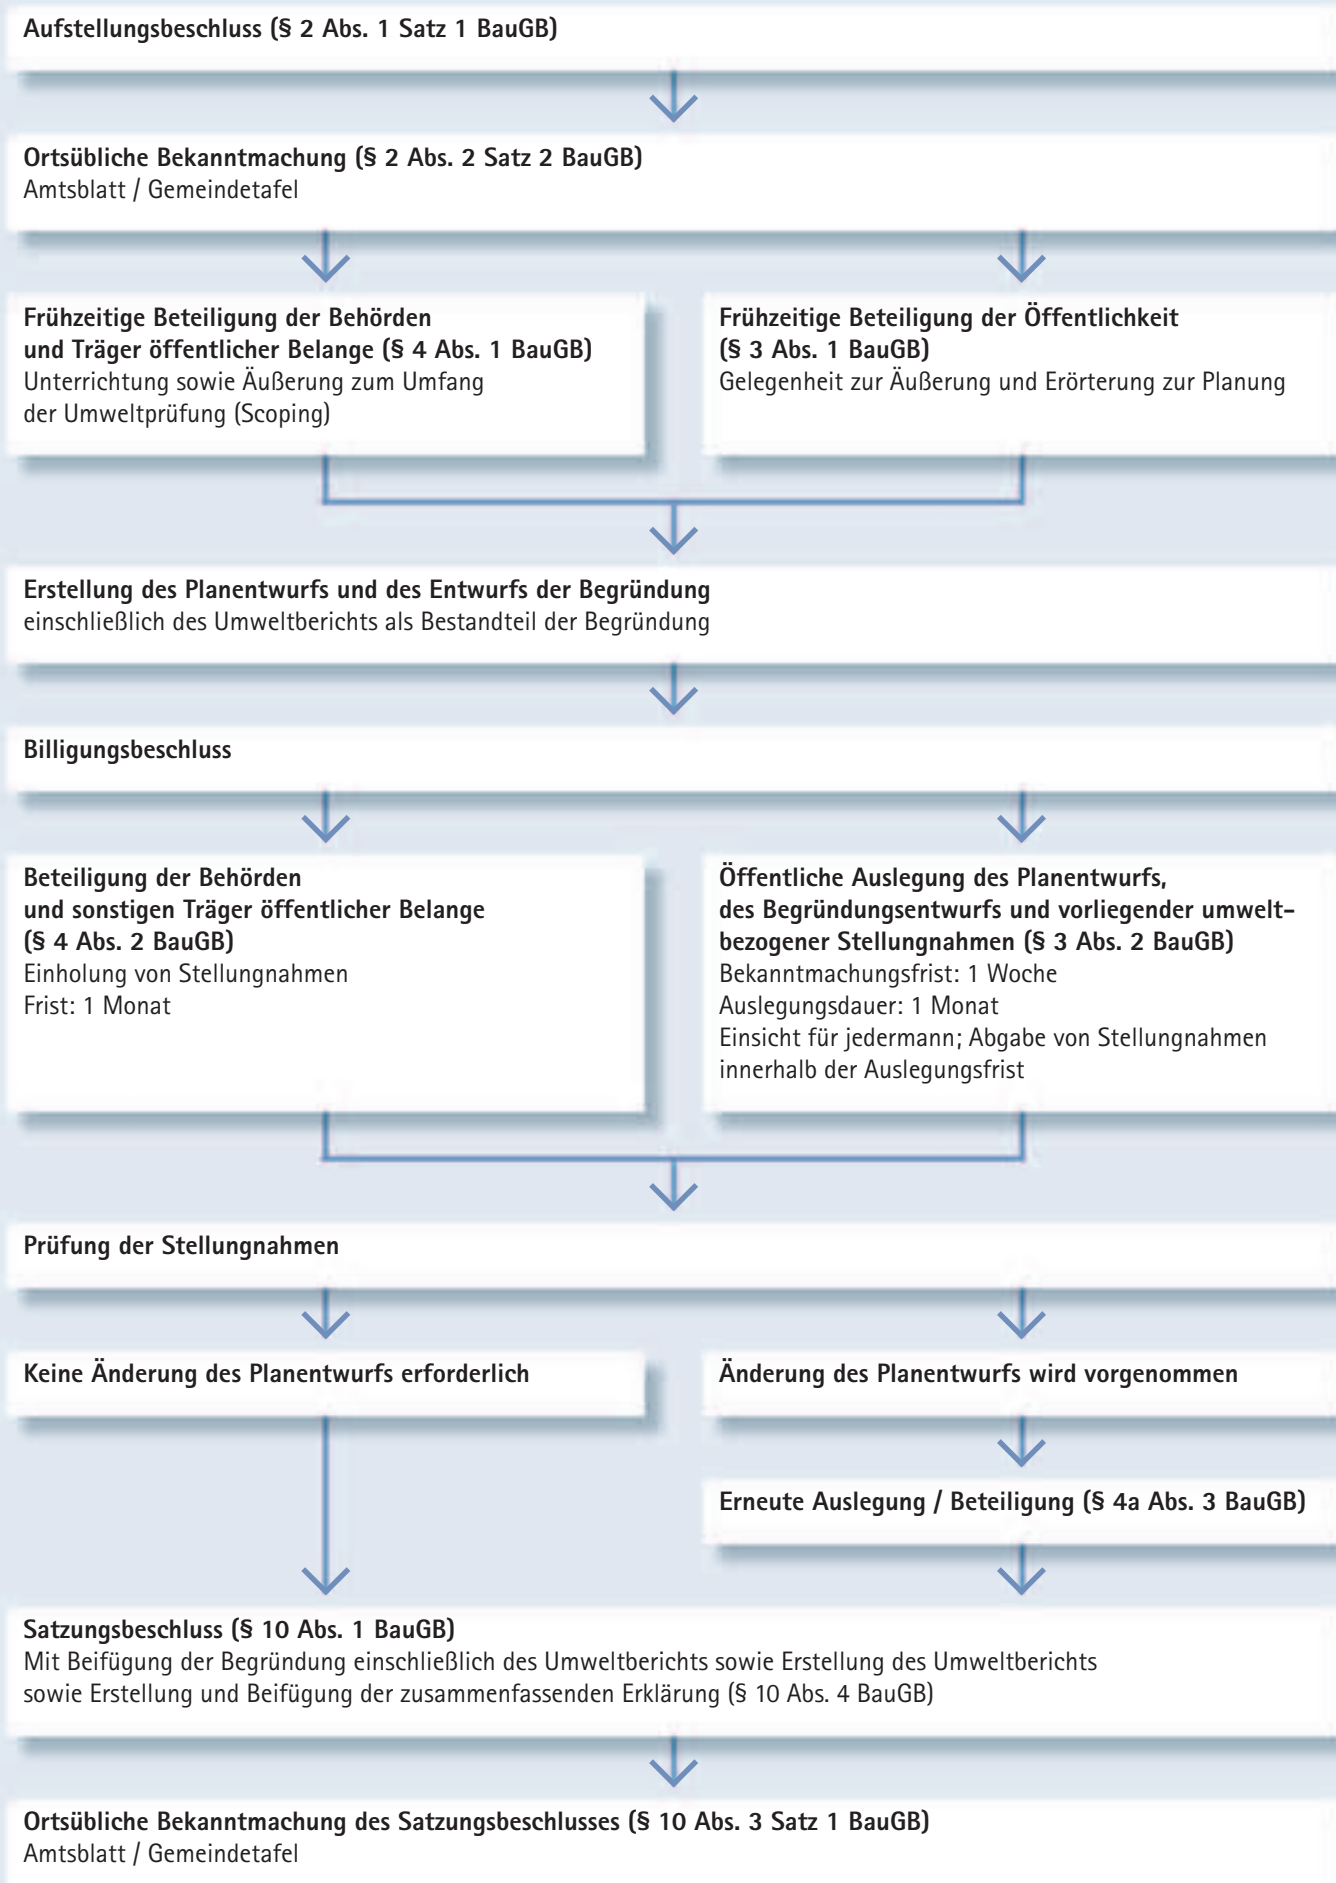 Aufstellungsbeschluss (§ 2 Abs. 1 Satz 1 BauGB)
Ortsübliche Bekanntmachung (§ 2 Abs. 2 Satz 2 BauGB)
Amtsblatt / Gemeindetafel
Frühzeitige Beteiligung der Behörden
und Träger öffentlicher Belange (§ 4 Abs. 1 BauGB)
Unterrichtung sowie Äußerung zum Umfang
der Umweltprüfung (Scoping)
Frühzeitige Beteiligung der Öffentlichkeit
(§ 3 Abs. 1 BauGB)
Gelegenheit zur Äußerung und Erörterung zur Planung
Erstellung des Planentwurfs und des Entwurfs der Begründung
einschließlich des Umweltberichts als Bestandteil der Begründung
Billigungsbeschluss
Beteiligung der Behörden
und sonstigen Träger öffentlicher Belange
(§ 4 Abs. 2 BauGB)
Einholung von Stellungnahmen
Frist: 1 Monat
Öffentliche Auslegung des Planentwurfs,
des Begründungsentwurfs und vorliegender umwelt-
bezogener Stellungnahmen (§ 3 Abs. 2 BauGB)
Bekanntmachungsfrist: 1 Woche
Auslegungsdauer: 1 Monat
Einsicht für jedermann; Abgabe von Stellungnahmen
innerhalb der Auslegungsfrist
Prüfung der Stellungnahmen
Keine Änderung des Planentwurfs erforderlich
Änderung des Planentwurfs wird vorgenommen
Erneute Auslegung / Beteiligung (§ 4a Abs. 3 BauGB)
Satzungsbeschluss (§ 10 Abs. 1 BauGB)
Mit Beifügung der Begründung einschließlich des Umweltberichts sowie Erstellung des Umweltberichts
sowie Erstellung und Beifügung der zusammenfassenden Erklärung (§ 10 Abs. 4 BauGB)
Ortsübliche Bekanntmachung des Satzungsbeschlusses (§ 10 Abs. 3 Satz 1 BauGB)
Amtsblatt / Gemeindetafel